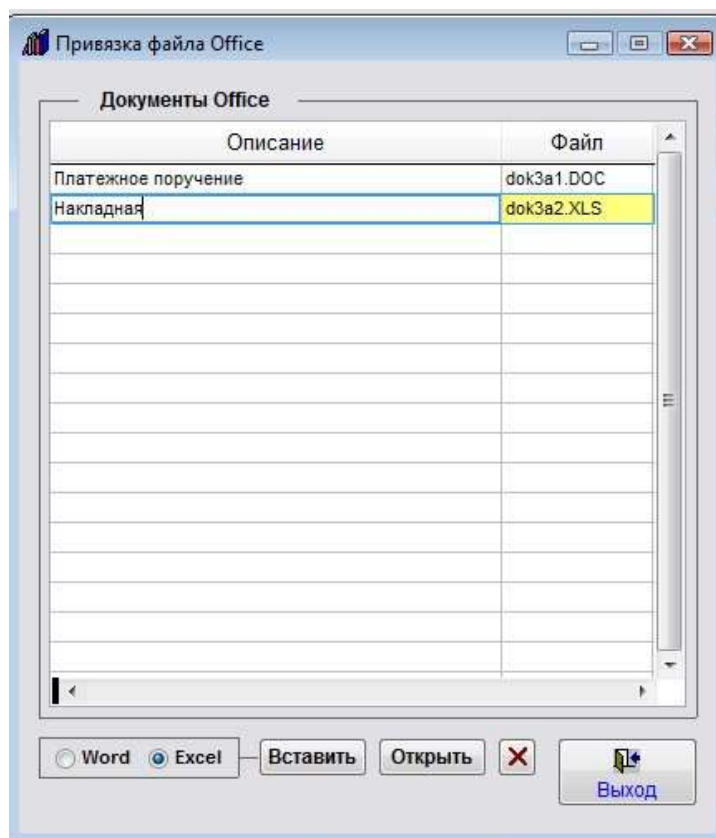 Привязка файла Office
Документы Office
Описание Файл
Платежное поручение dok3a1.DOC
Накладная dok3a2.XLS
Word Excel Вставить Открыть
Выход